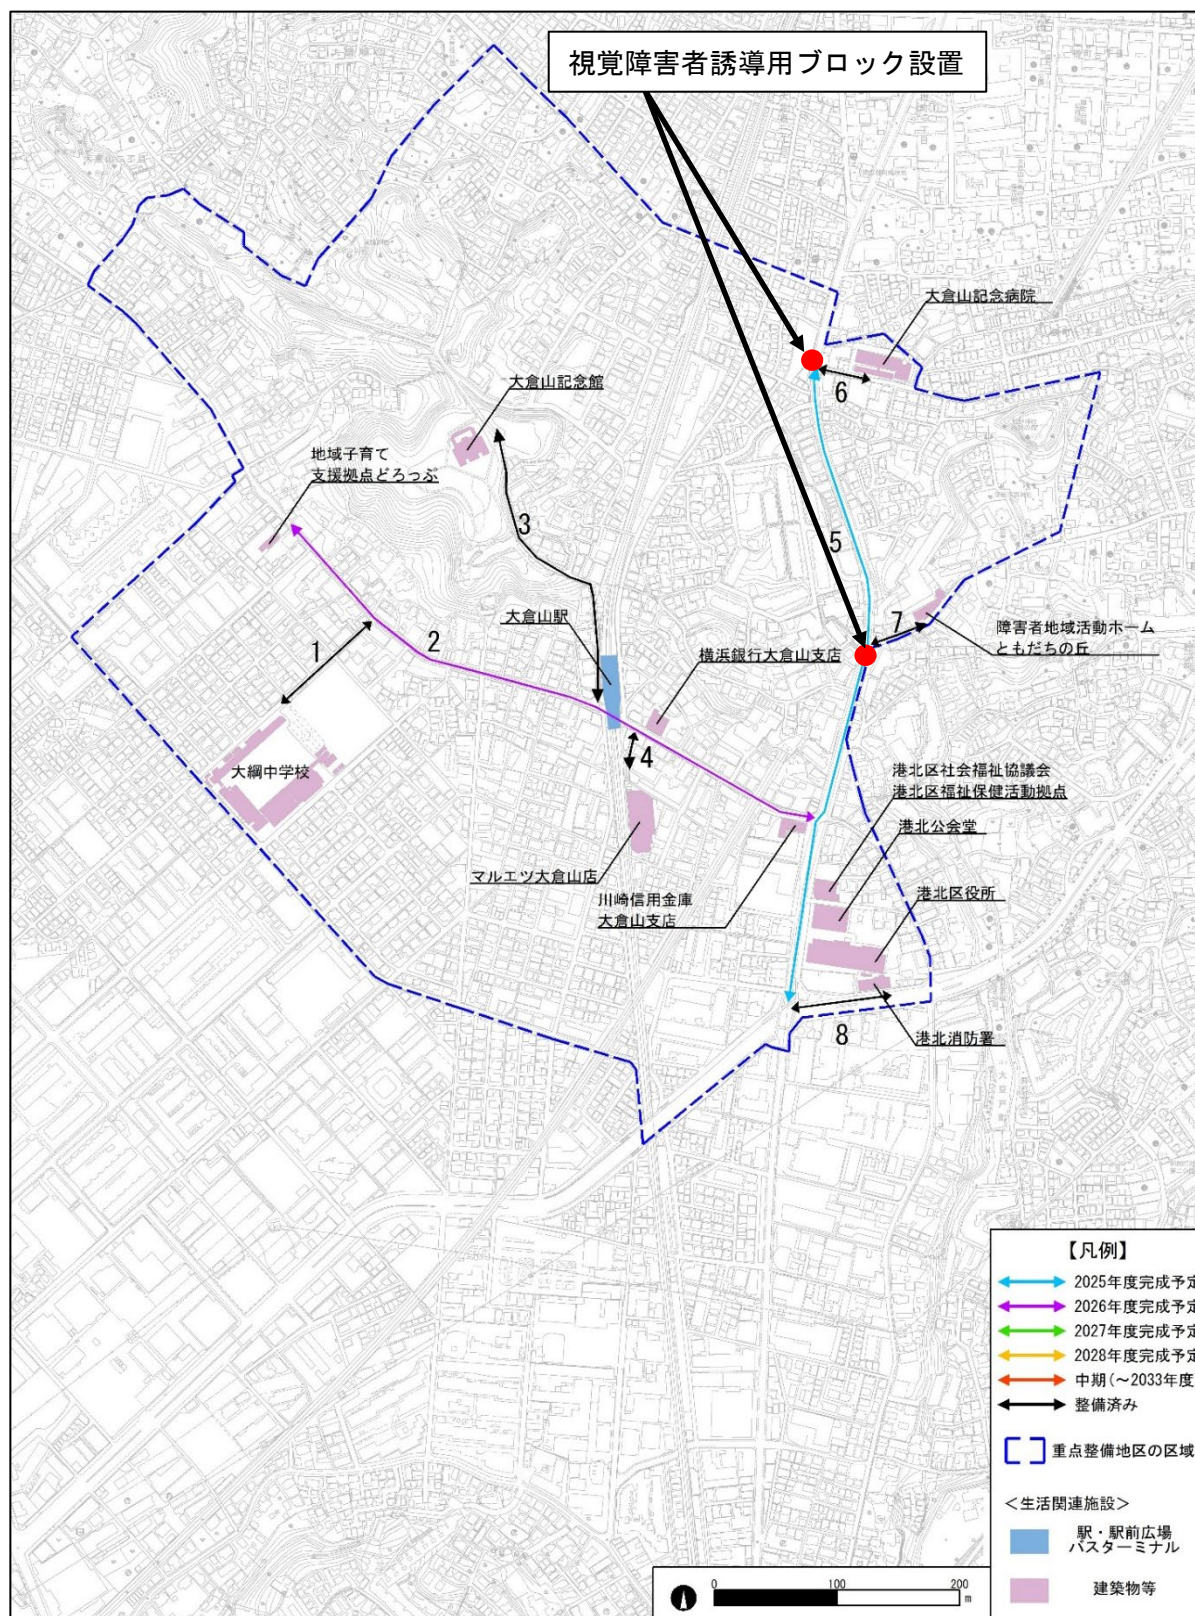 視覚障害者誘導用ブロック設置
大倉山記念病院
6
大倉山記念館
地域子育て
支援拠点どろっぷ
3
5
大倉山駅
7
障害者地域活動ホーム
ともだちの丘
1
2
横浜銀行大倉山支店
4
大綱中学校
港北区社会福祉協議会
港北区福祉保健活動拠点
港北公会堂
マルエツ大倉山店
川崎信用金庫
大倉山支店
港北区役所
8
港北消防署
【凡例】
2025年度完成予定
2026年度完成予定
2027年度完成予定
2028年度完成予定
中期(～2033年度
整備済み
重点整備地区の区域
＜生活関連施設＞
駅・駅前広場
バスターミナル
建築物等
0 100 200
m